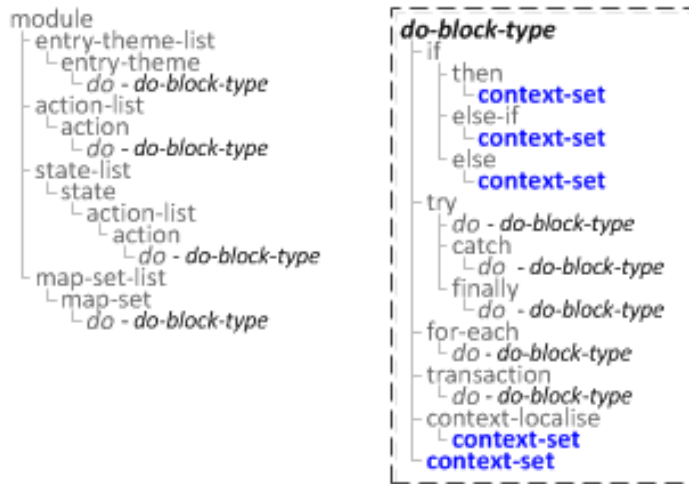 module
entry-theme-list
entry-theme
do - do-block-type
action-list
action
do - do-block-type
state-list
state
action-list
action
do - do-block-type
map-set-list
map-set
do - do-block-type
do-block-type
if
then
context-set
else-if
context-set
else
context-set
try
do - do-block-type
catch
do - do-block-type
finally
do - do-block-type
for-each
do - do-block-type
transaction
do - do-block-type
context-localise
context-set
context-set